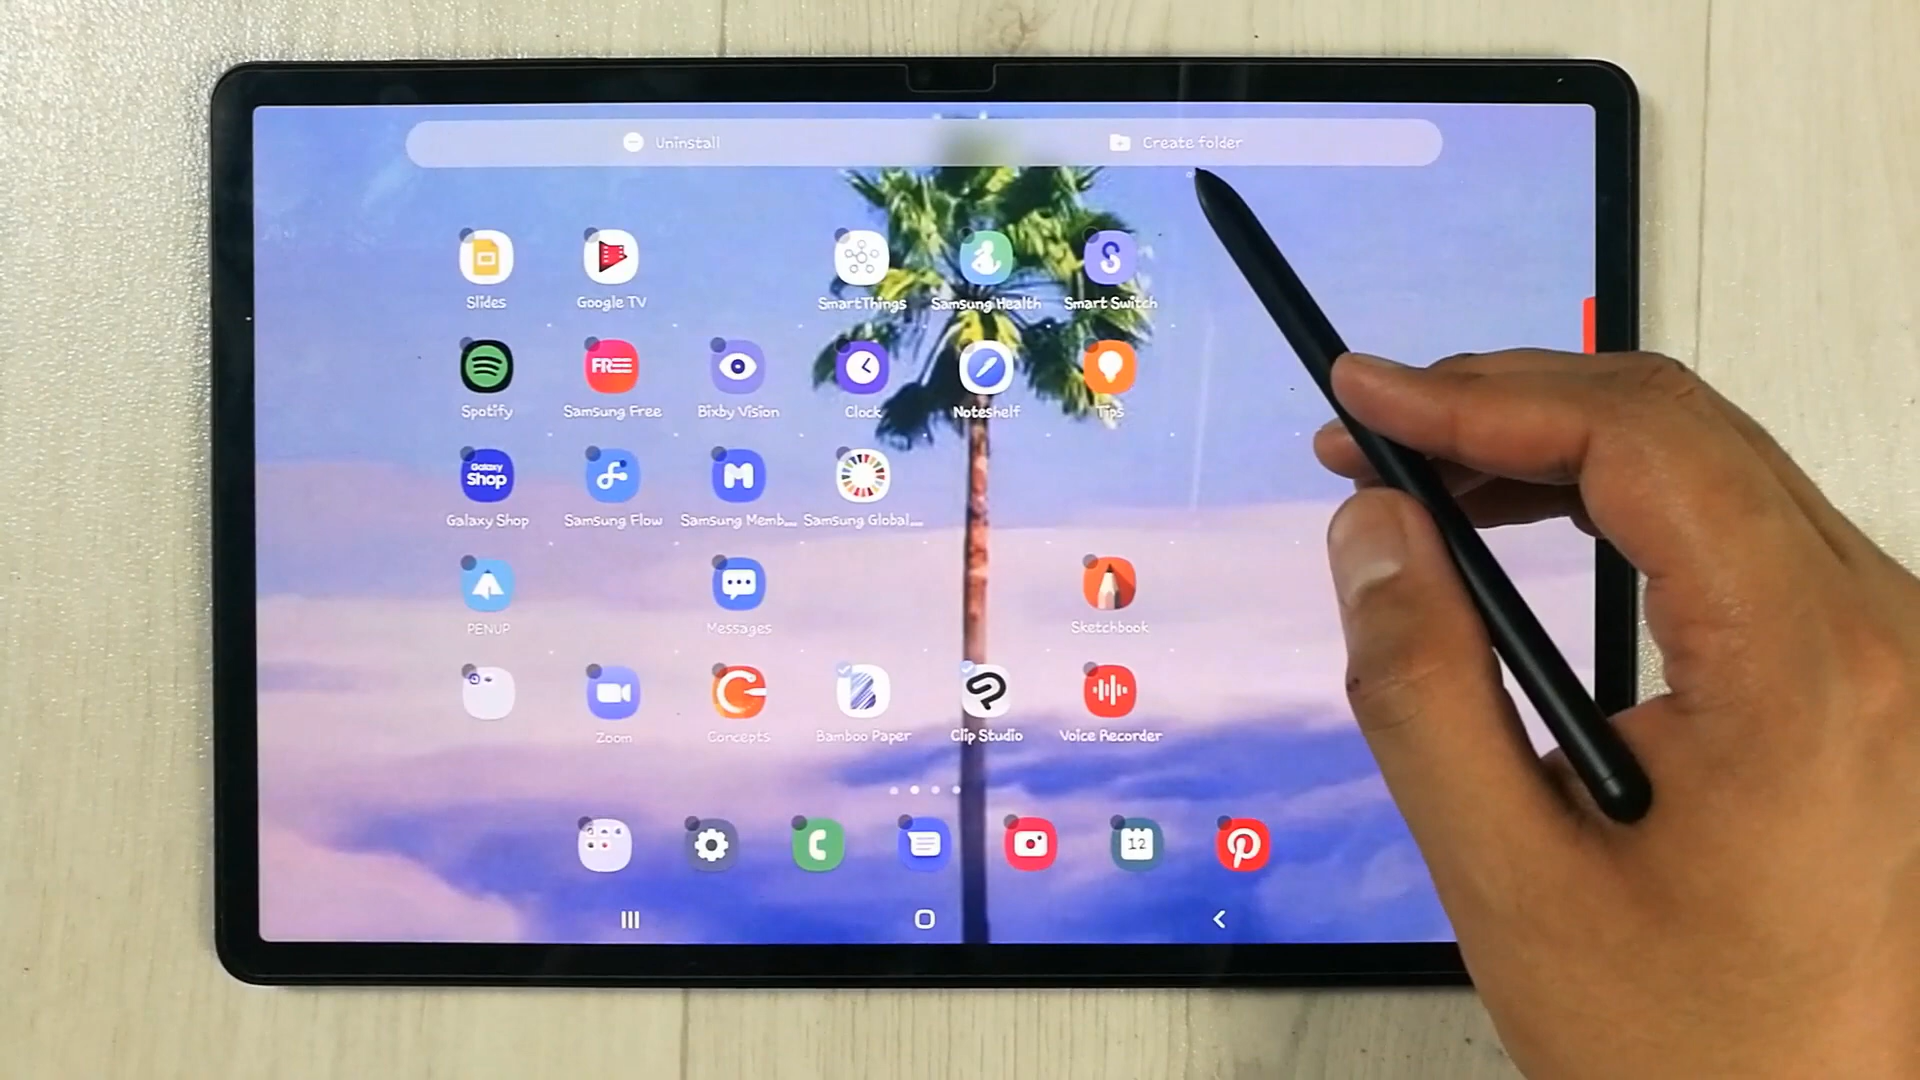 Uninstall
Create folder
Slides
Google TV
SmartThings
Samsung Health
Smart Switch
FREE
Spotify
Samsung Free
Bixby Vision
Clock
Noteshelf
Tips
Galaxy
Shop
Galaxy Shop
Samsung Flow
Samsung Memb...
Samsung Global...
PENUP
Messages
Sketchbook
Zoom
Concepts
Bamboo Paper
Clip Studio
Voice Recorder
12